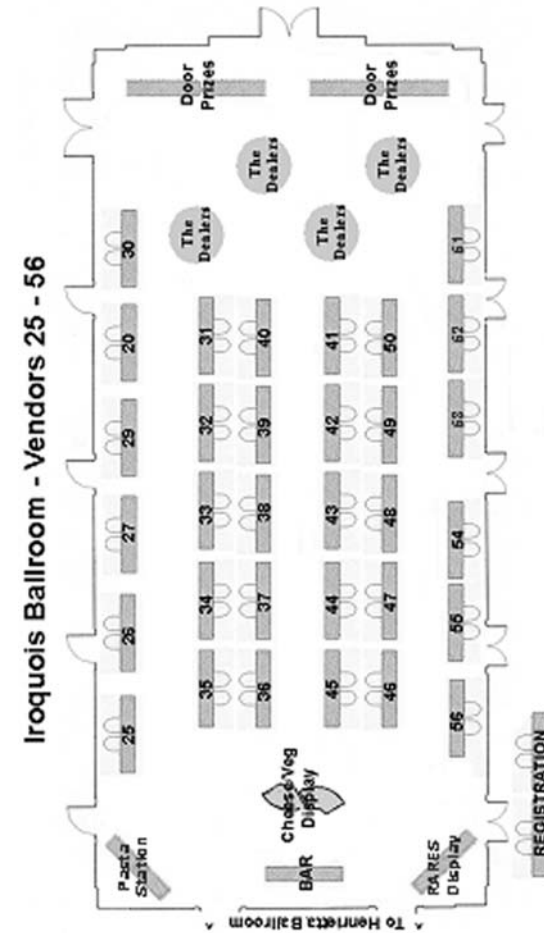 Iroquois Ballroom - Vendors 25 - 56
Pasta
Station
25 26 27 29 20 30
Door
Prizes
The
Dealers
The
Dealers
35 34 33 32 31
36 37 38 39 40
Cheese/Veg
Display
BAR
To Henrietta Ballroom
45 44 43 42 41
46 47 48 49 50
The
Dealers
The
Dealers
Door
Prizes
RARES
Display
56 55 54 63 62 61
REGISTRATION